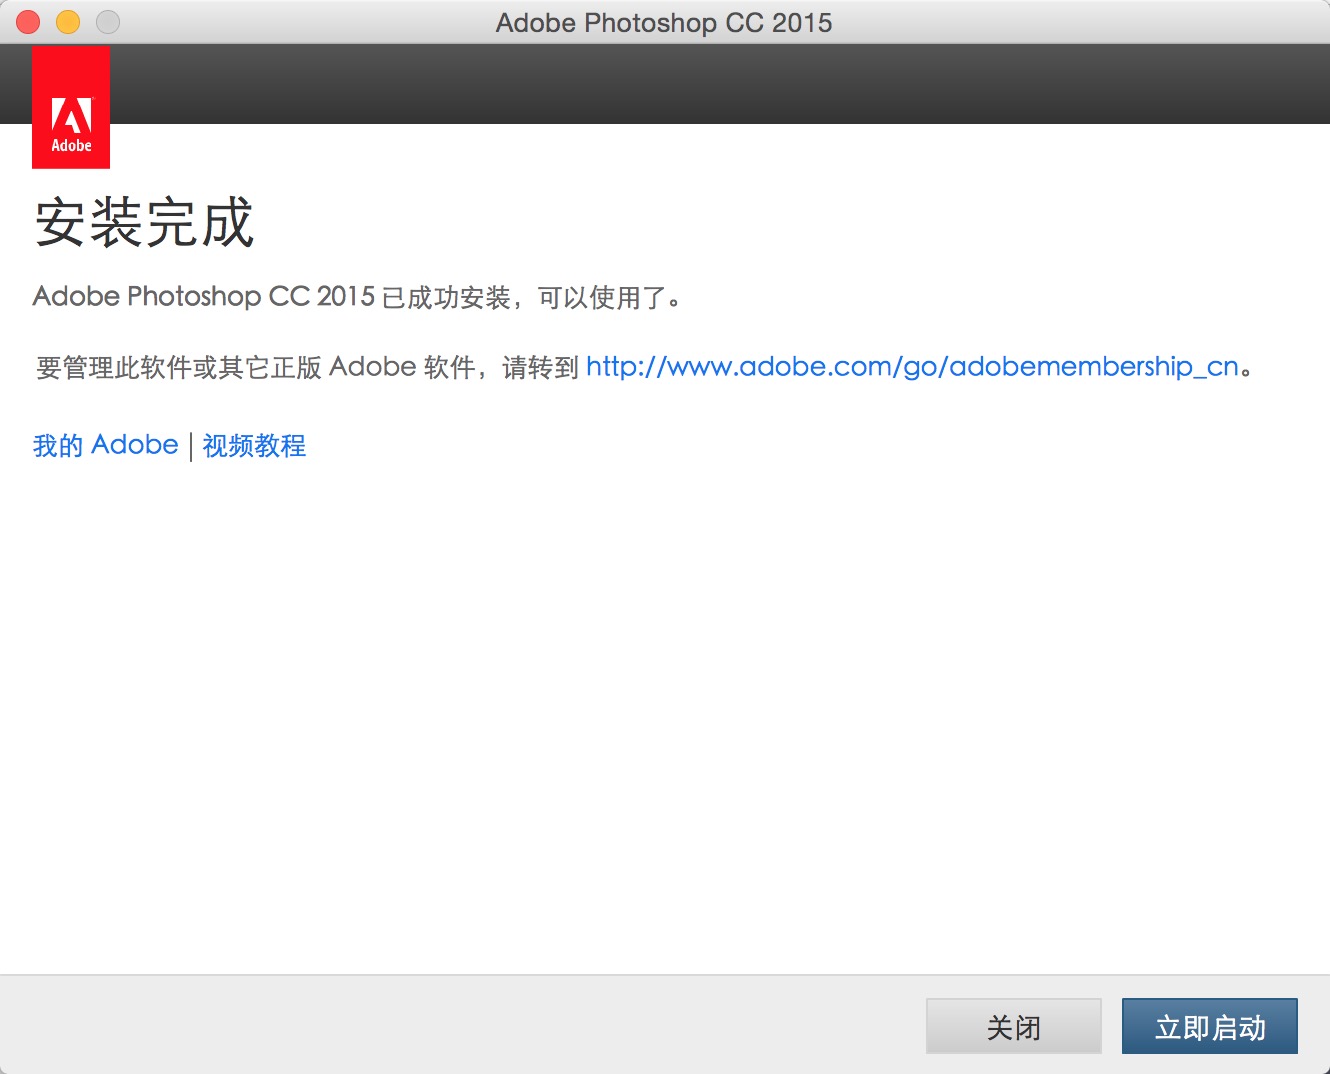 Adobe Photoshop CC 2015
Adobe
安装完成
Adobe Photoshop CC 2015 已成功安装，可以使用了。
要管理此软件或其它正版 Adobe 软件，请转到 http://www.adobe.com/go/adobemembership_cn。
我的 Adobe | 视频教程
关闭 立即启动